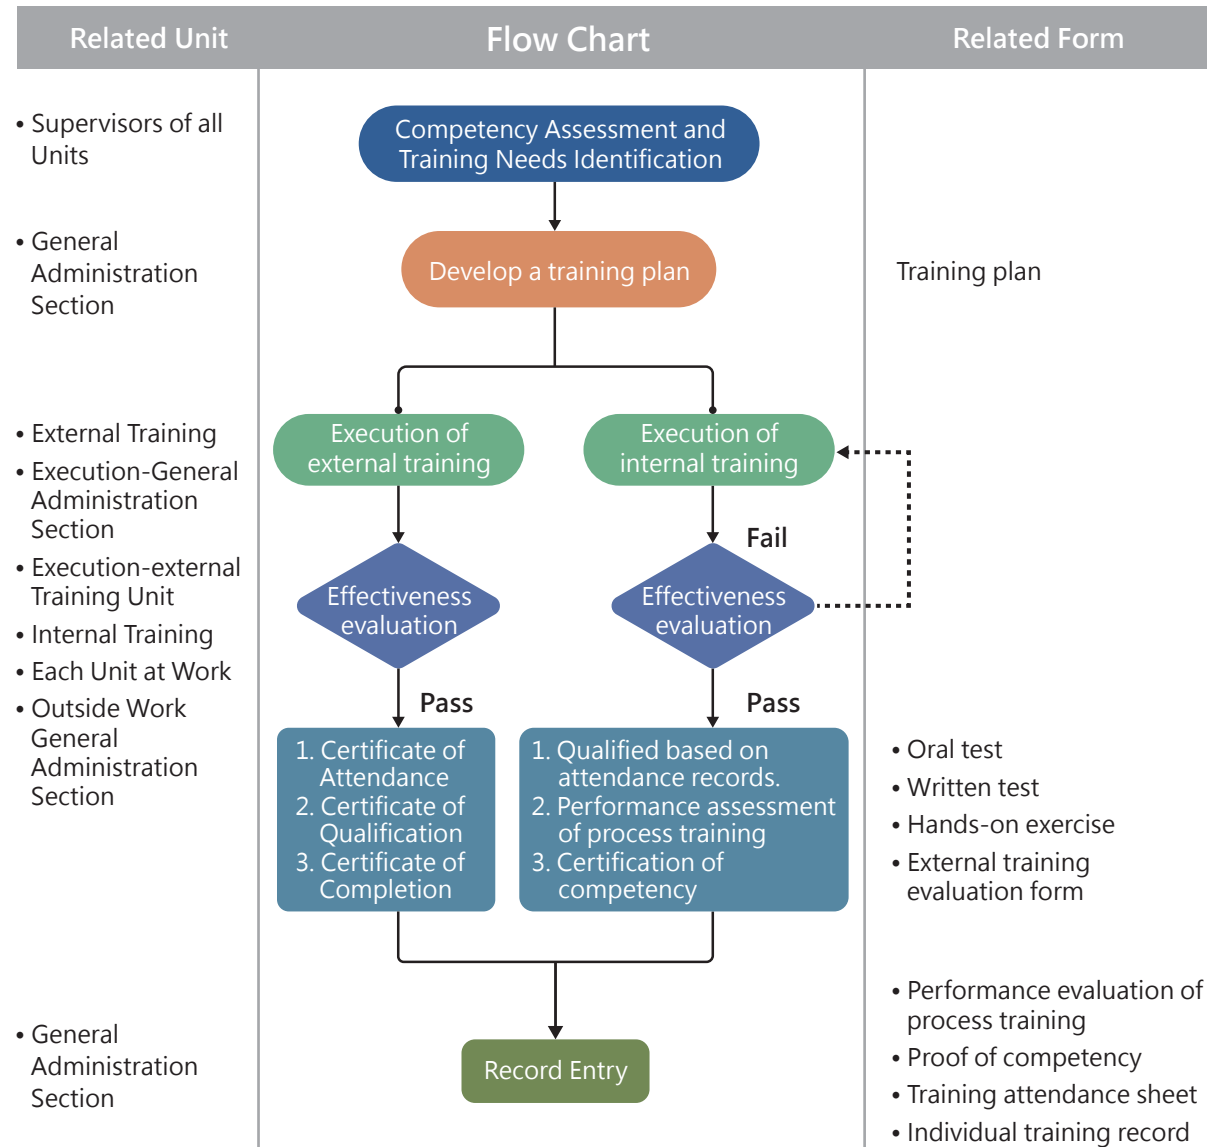 Related Unit
Flow Chart
Related Form
• Supervisors of all
Units
Competency Assessment and
Training Needs Identification
• General
Administration
Section
Develop a training plan
Training plan
• External Training
• Execution-General
Administration
Section
• Execution-external
Training Unit
• Internal Training
• Each Unit at Work
• Outside Work
General
Administration
Section
Execution of
external training
Execution of
internal training
Fail
Effectiveness
evaluation
Effectiveness
evaluation
Pass
Pass
1. Certificate of
Attendance
2. Certificate of
Qualification
3. Certificate of
Completion
1. Qualified based on
attendance records.
2. Performance assessment
of process training
3. Certification of
competency
• Oral test
• Written test
• Hands-on exercise
• External training
evaluation form
• General
Administration
Section
Record Entry
• Performance evaluation of
process training
• Proof of competency
• Training attendance sheet
• Individual training record